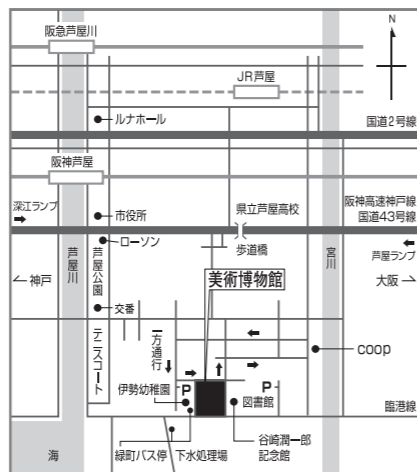 N
阪急芦屋川
JR芦屋
ルナホール
国道2号線
阪神芦屋
深江ランプ
市役所
県立芦屋高校
阪神高速神戸線
国道43号線
ローソン
歩道橋
芦屋ランプ
芦屋川
芦屋公園
宮川
神戸
美術博物館
大阪
交番
テニスコート
一方通行
coop
P
P
伊勢幼稚園
図書館
臨港線
谷崎潤一郎
記念館
海
緑町バス停
下水処理場